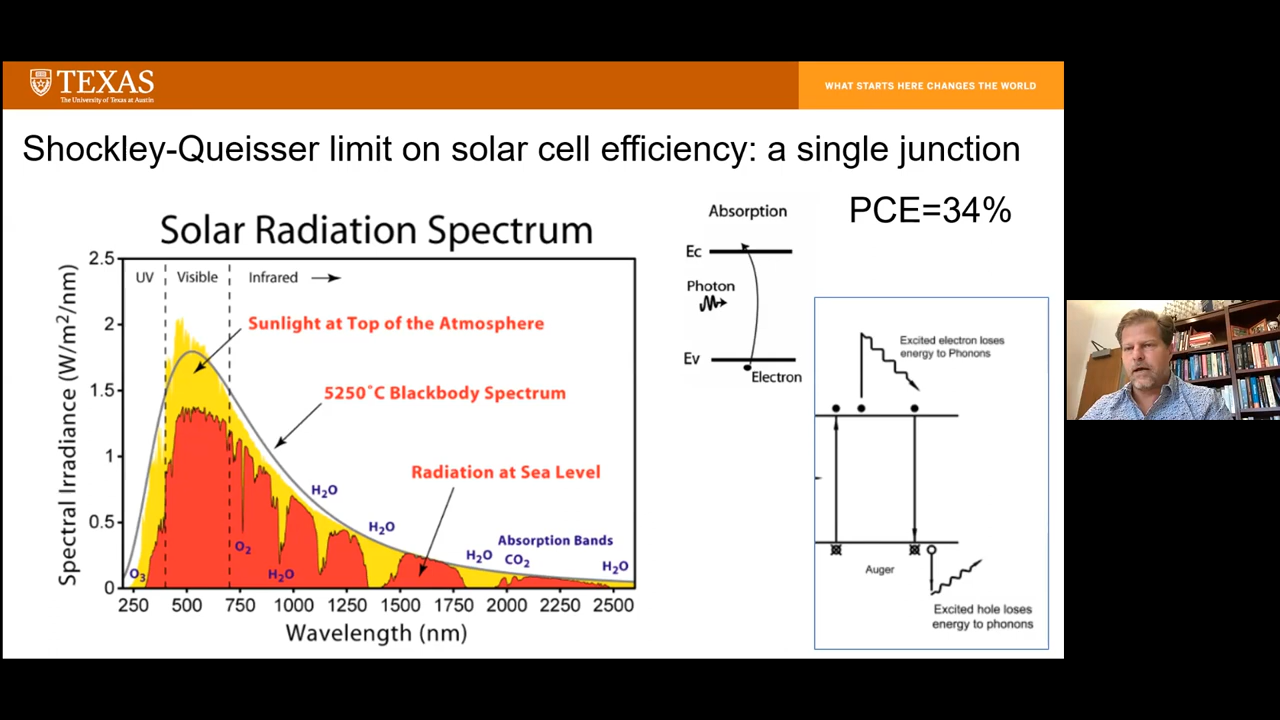 TEXAS
The University of Texas at Austin
WHAT STARTS HERE CHANGES THE WORLD
Shockley-Queisser limit on solar cell efficiency: a single junction
PCE=34%
Solar Radiation Spectrum
UV
Visible
Infrared
Sunlight at Top of the Atmosphere
5250°C Blackbody Spectrum
Radiation at Sea Level
H₂O
H₂O
Absorption Bands
H₂O
CO₂
H₂O
O₂
H₂O
O₃
Spectral Irradiance (W/m²/nm)
2.5
2
1.5
1
0.5
0
250 500 750 1000 1250 1500 1750 2000 2250 2500
Wavelength (nm)
Absorption
Ec
Photon
Ev
Electron
Excited electron loses
energy to Phonons
Auger
Excited hole loses
energy to phonons